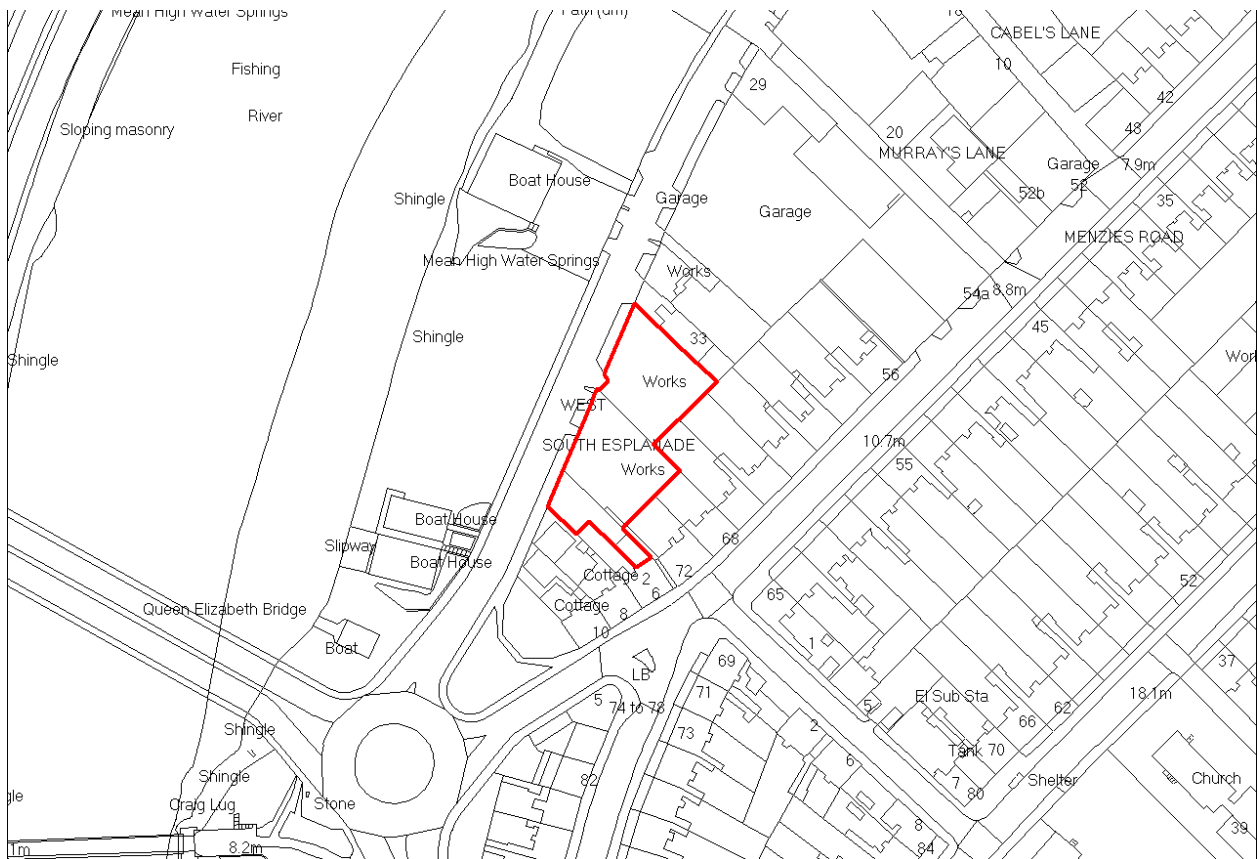 Mean High Water Springs
Path (um)
18
CABEL'S LANE
Fishing
10
29
42
River
Sloping masonry
20
48
MURRAY'S LANE
Garage
7.9m
Boat House
52
52b
Shingle
Garage
35
Garage
MENZIES ROAD
Mean High Water Springs
Works
54a
8.8m
45
Shingle
33
Shingle
56
Works
WEST
10.7m
SOUTH ESPLANADE
55
Works
Boat House
68
Slipway
Boat House
Cottage
2
72
52
6
65
Queen Elizabeth Bridge
Cottage
8
10
1
Boat
69
37
LB
71
El Sub Sta
18.1m
5
74 to 78
5
62
66
Shingle
73
2
Tank
70
6
Shingle
82
Shelter
Church
7
80
Craig Lug
Stone
8
39
1m
8.2m
84